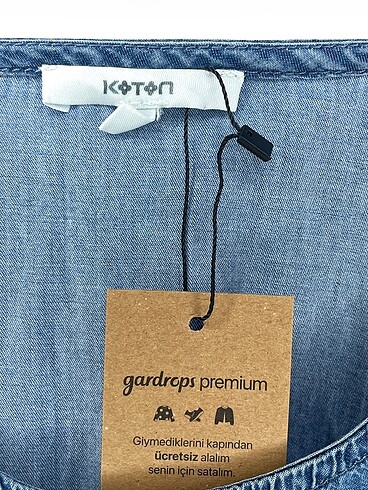 KOTON
gardrops premium
Giymediklerini kapından
ücretsiz alalım
senin için satalım.